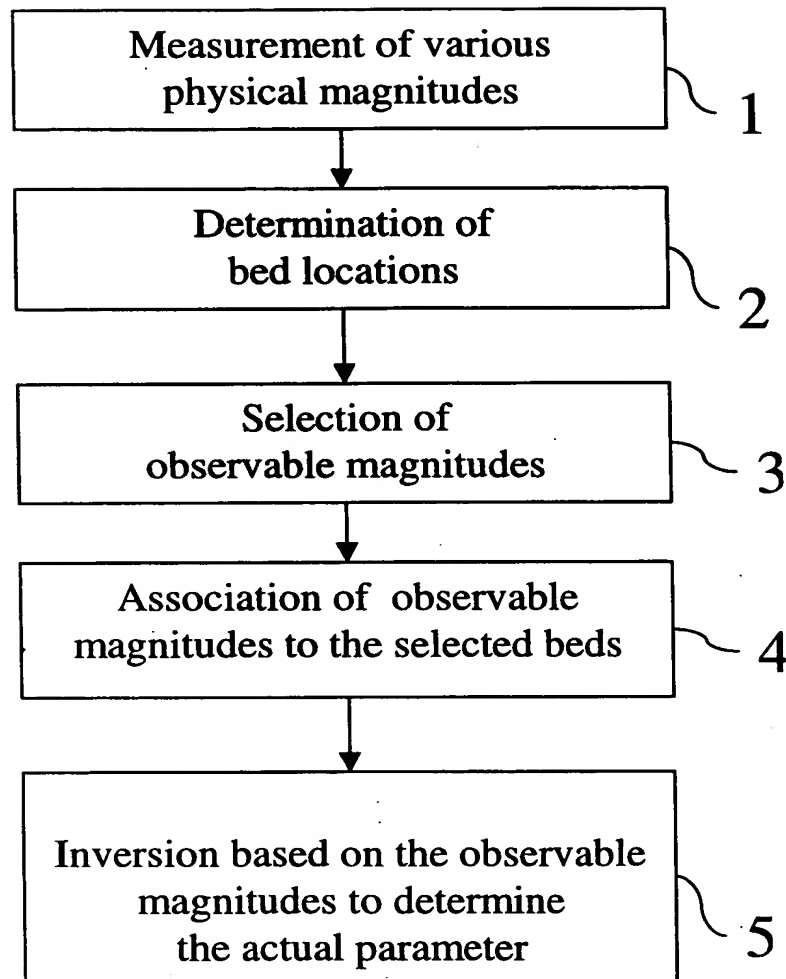 Measurement of various
physical magnitudes
1
Determination of
bed locations
2
Selection of
observable magnitudes
3
Association of observable
magnitudes to the selected beds
4
Inversion based on the observable
magnitudes to determine
the actual parameter
5